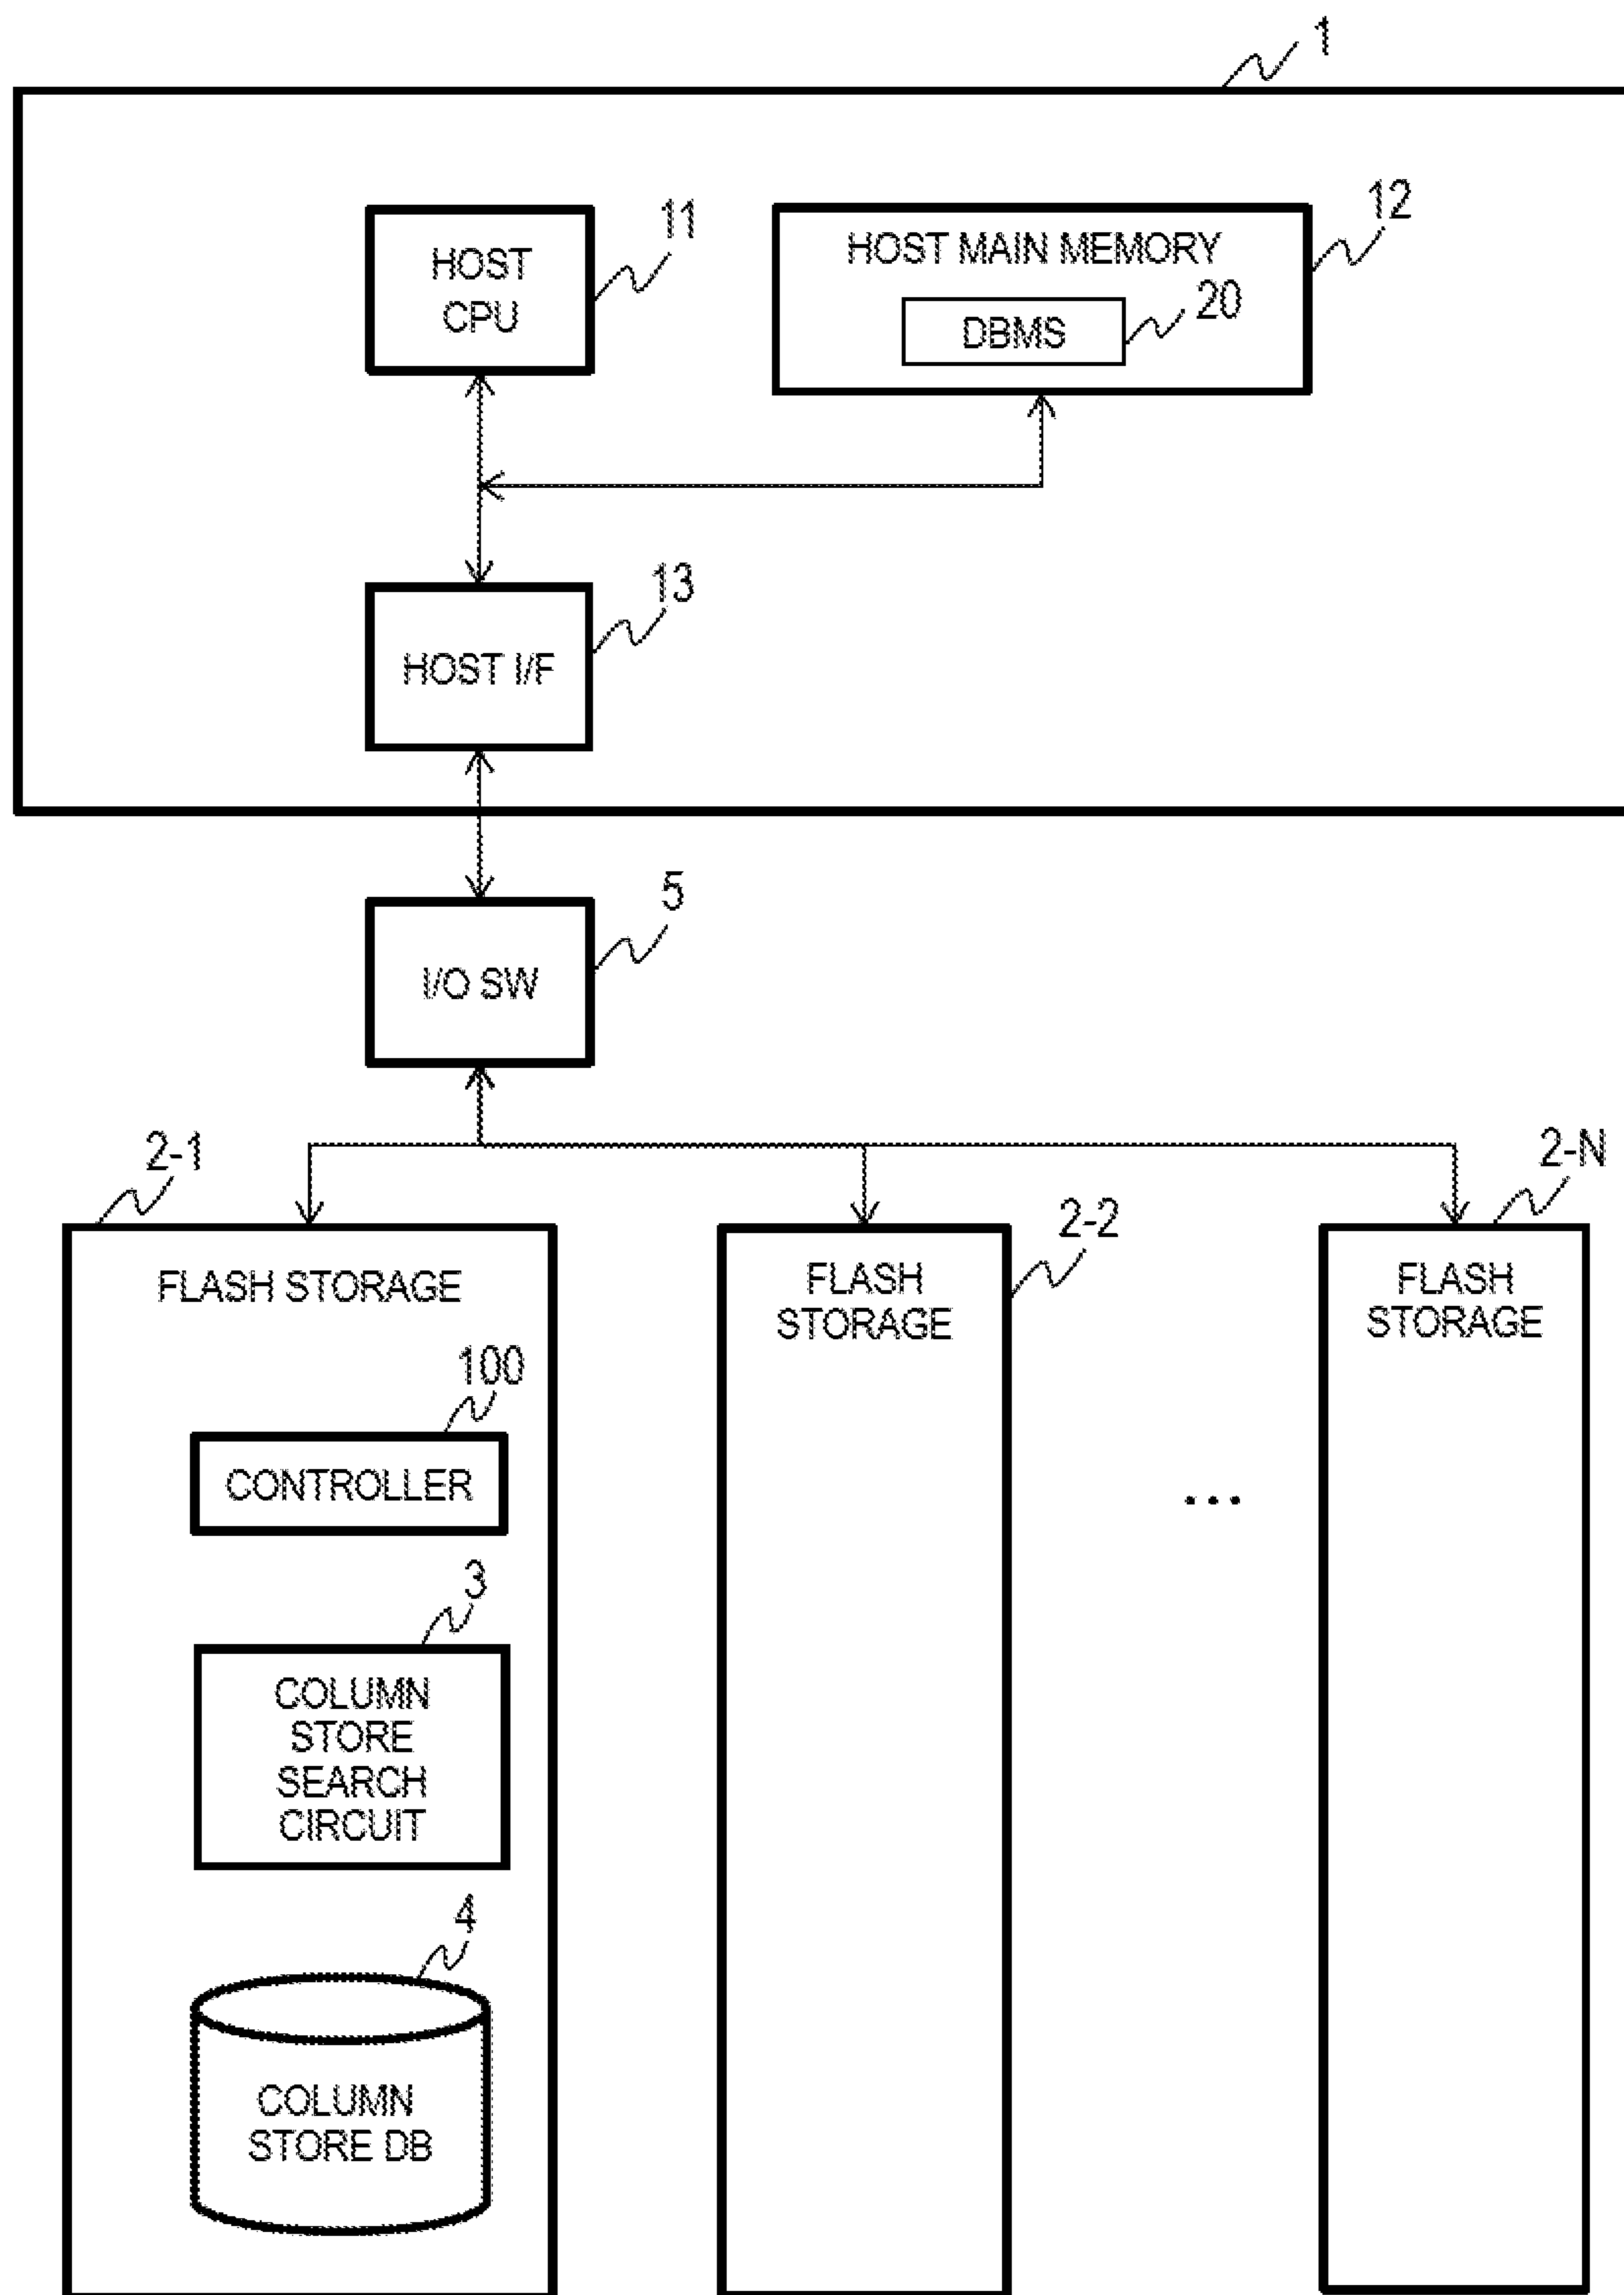 1
11
12
HOST
CPU
HOST MAIN MEMORY
20
DBMS
13
HOST I/F
5
I/O SW
2-1
2-N
2-2
FLASH STORAGE
FLASH
STORAGE
FLASH
STORAGE
100
CONTROLLER
...
3
COLUMN
STORE
SEARCH
CIRCUIT
4
COLUMN
STORE DB